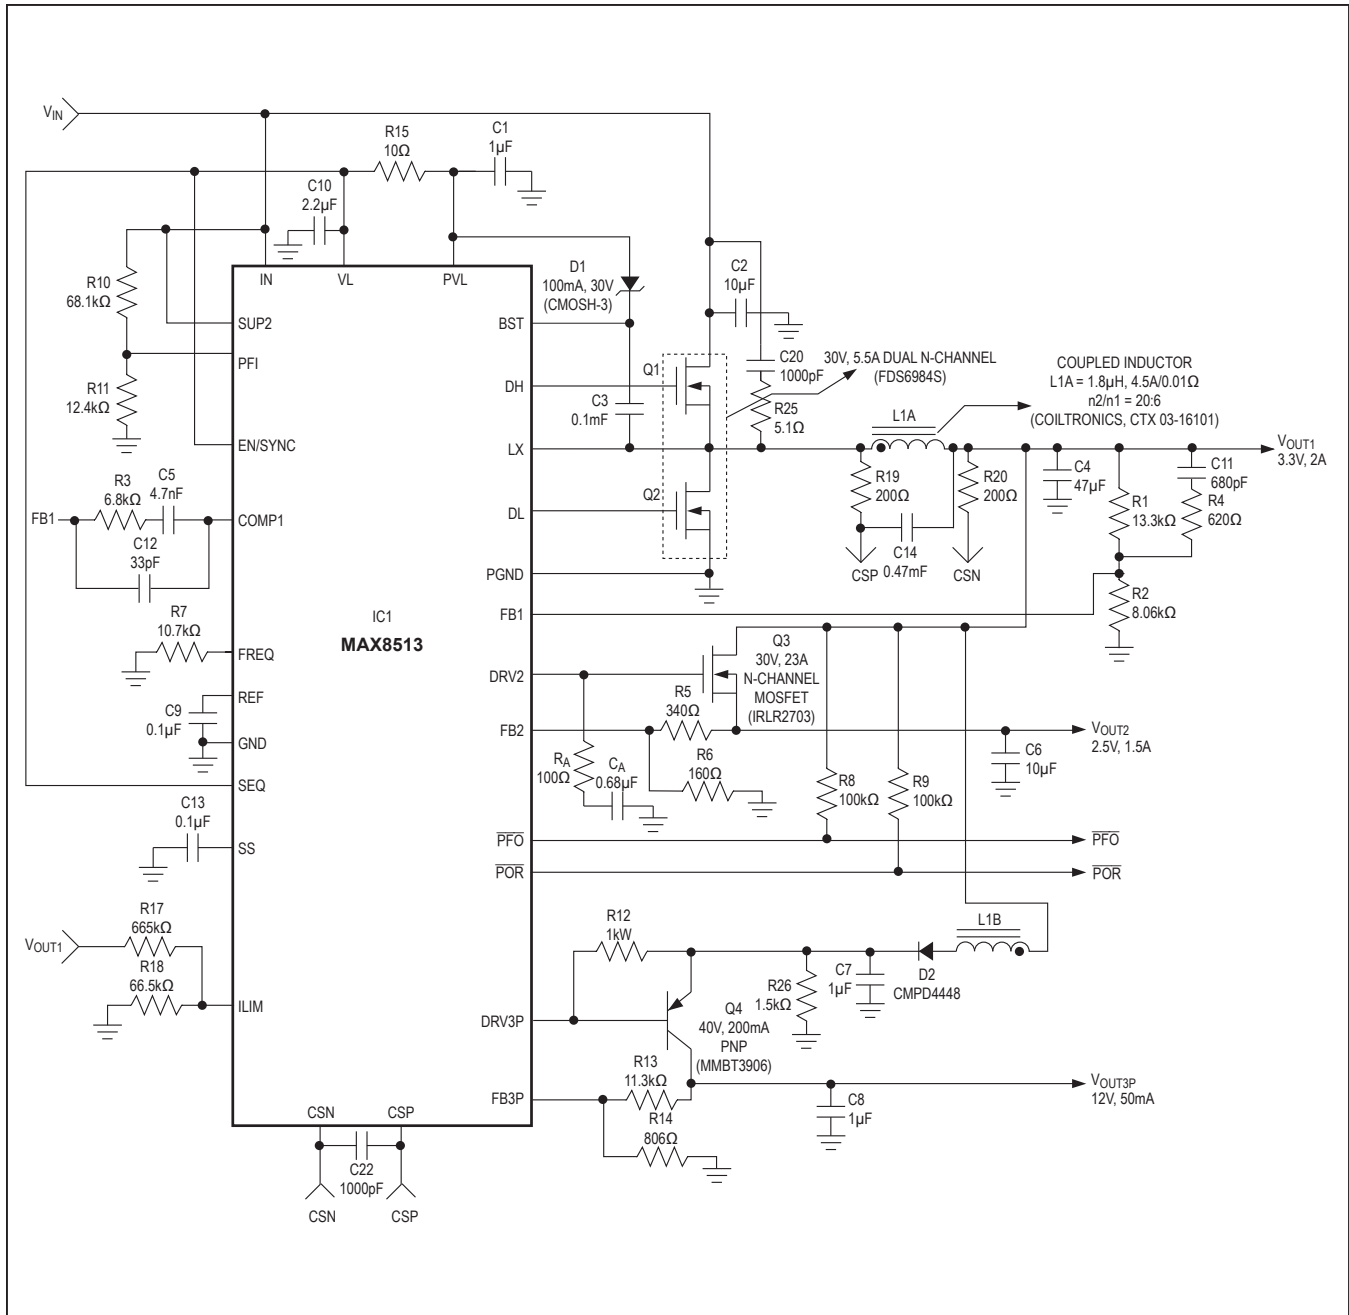 VIN
R15
10Ω
C1
1µF
C10
2.2µF
R10
68.1kΩ
IN
VL
PVL
D1
100mA, 30V
(CMOSH-3)
C2
10µF
SUP2
BST
PFI
R11
12.4kΩ
C20
1000pF
30V, 5.5A DUAL N-CHANNEL
(FDS6984S)
COUPLED INDUCTOR
L1A = 1.8µH, 4.5A/0.01Ω
n2/n1 = 20:6
(COILTRONICS, CTX 03-16101)
Q1
DH
C3
0.1mF
R25
5.1Ω
L1A
EN/SYNC
LX
VOUT1
3.3V, 2A
R3
6.8kΩ
C5
4.7nF
FB1
COMP1
C12
33pF
Q2
DL
R19
200Ω
R20
200Ω
C4
47µF
C11
680pF
R1
13.3kΩ
R4
620Ω
C14
0.47mF
CSP
CSN
PGND
R2
8.06kΩ
FB1
R7
10.7kΩ
FREQ
IC1
MAX8513
Q3
30V, 23A
N-CHANNEL
MOSFET
(IRLR2703)
DRV2
REF
C9
0.1µF
GND
R5
340Ω
FB2
VOUT2
2.5V, 1.5A
C6
10µF
RA
100Ω
CA
0.68µF
R6
160Ω
R8
100kΩ
R9
100kΩ
SEQ
C13
0.1µF
SS
PFO
PFO
POR
POR
R17
665kΩ
VOUT1
R18
66.5kΩ
ILIM
R12
1kW
L1B
D2
CMPD4448
C7
1µF
R26
1.5kΩ
DRV3P
Q4
40V, 200mA
PNP
(MMBT3906)
R13
11.3kΩ
FB3P
VOUT3P
12V, 50mA
C8
1µF
R14
806Ω
CSN
CSP
C22
1000pF
CSN
CSP